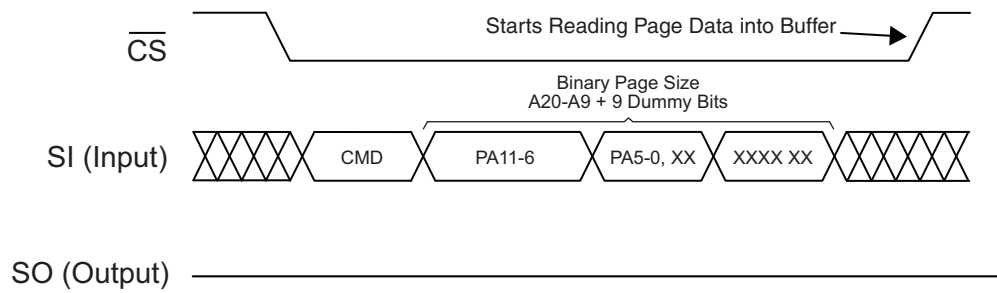 Starts Reading Page Data into Buffer
CS
Binary Page Size
A20-A9 + 9 Dummy Bits
SI (Input)
CMD
PA11-6
PA5-0, XX
XXXX XX
SO (Output)